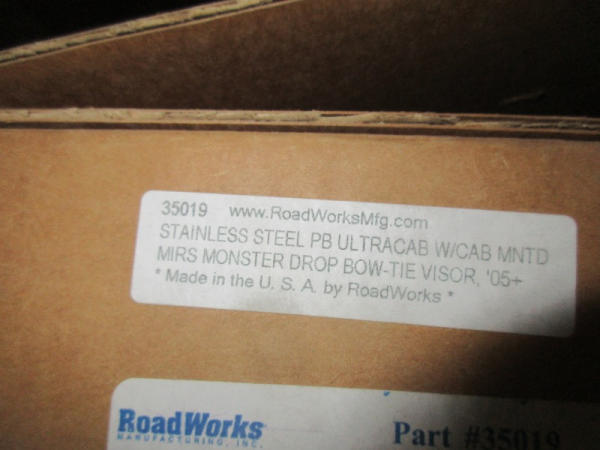 35019 www.RoadWorksMfg.com
STAINLESS STEEL PB ULTRACAB W/CAB MNTD
MIRS MONSTER DROP BOW-TIE VISOR, '05+
* Made in the U. S. A. by RoadWorks *
RoadWorks
MANUFACTURING, INC.
Part #35019